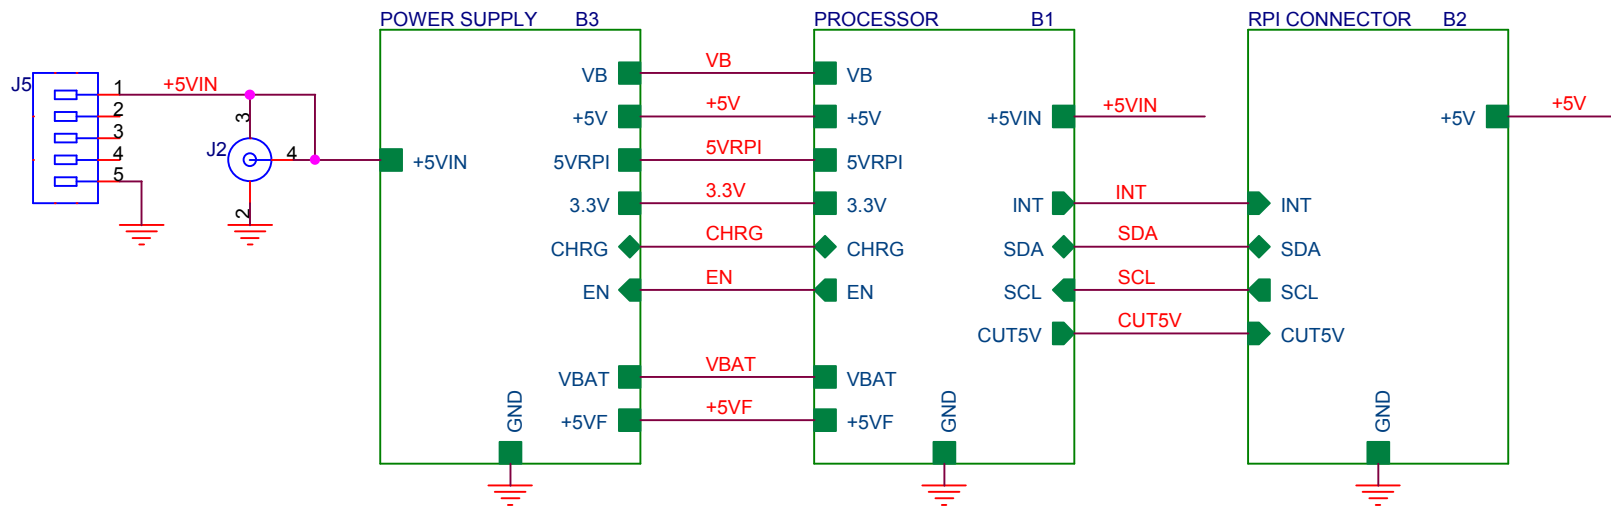 POWER SUPPLY B3
PROCESSOR B1
RPI CONNECTOR B2
J5
1
2
3
4
5
+5VIN
J2
3
4
2
+5VIN
VB
+5V
5VRPI
3.3V
CHRG
EN
VBAT
+5VF
GND
VB
+5V
5VRPI
3.3V
CHRG
EN
VBAT
+5VF
VB
+5V
5VRPI
3.3V
CHRG
EN
VBAT
+5VF
+5VIN
INT
SDA
SCL
CUT5V
GND
+5VIN
INT
SDA
SCL
CUT5V
INT
SDA
SCL
CUT5V
+5V
GND
+5V